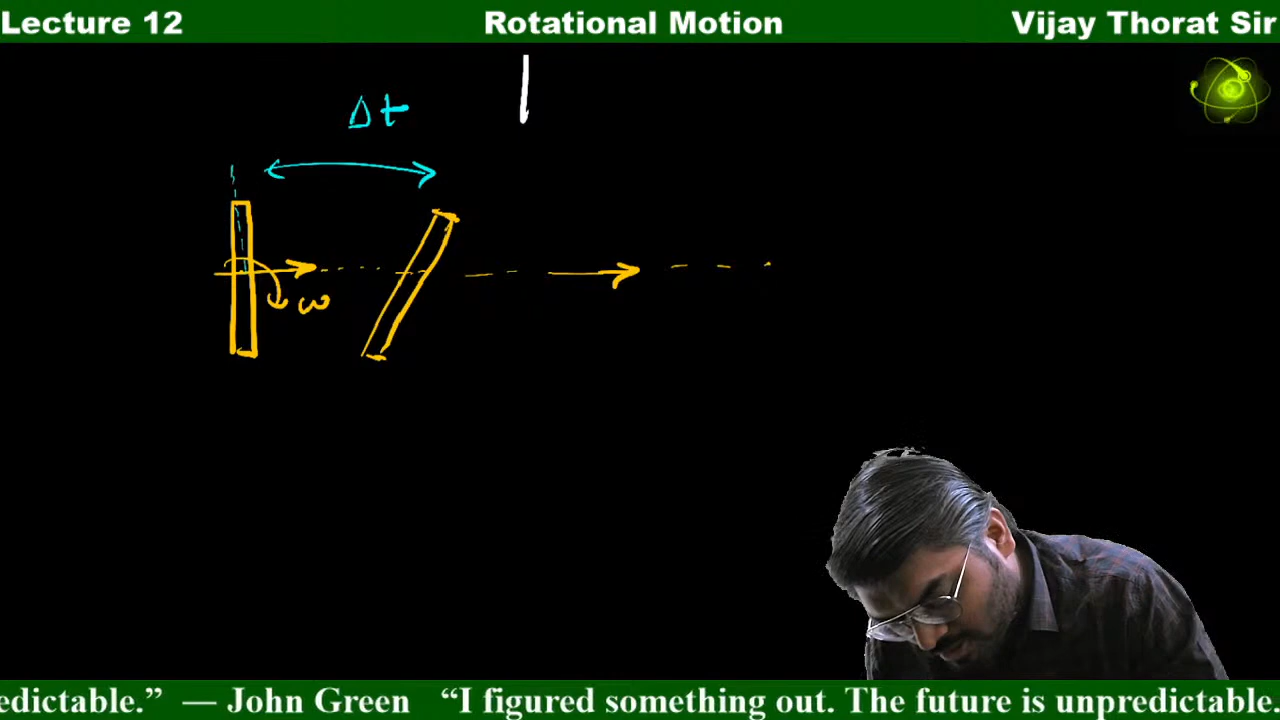 Lecture 12 Rotational Motion Vijay Thorat Sir
Δt
ω
edictable.” — John Green “I figured something out. The future is unpredictable.